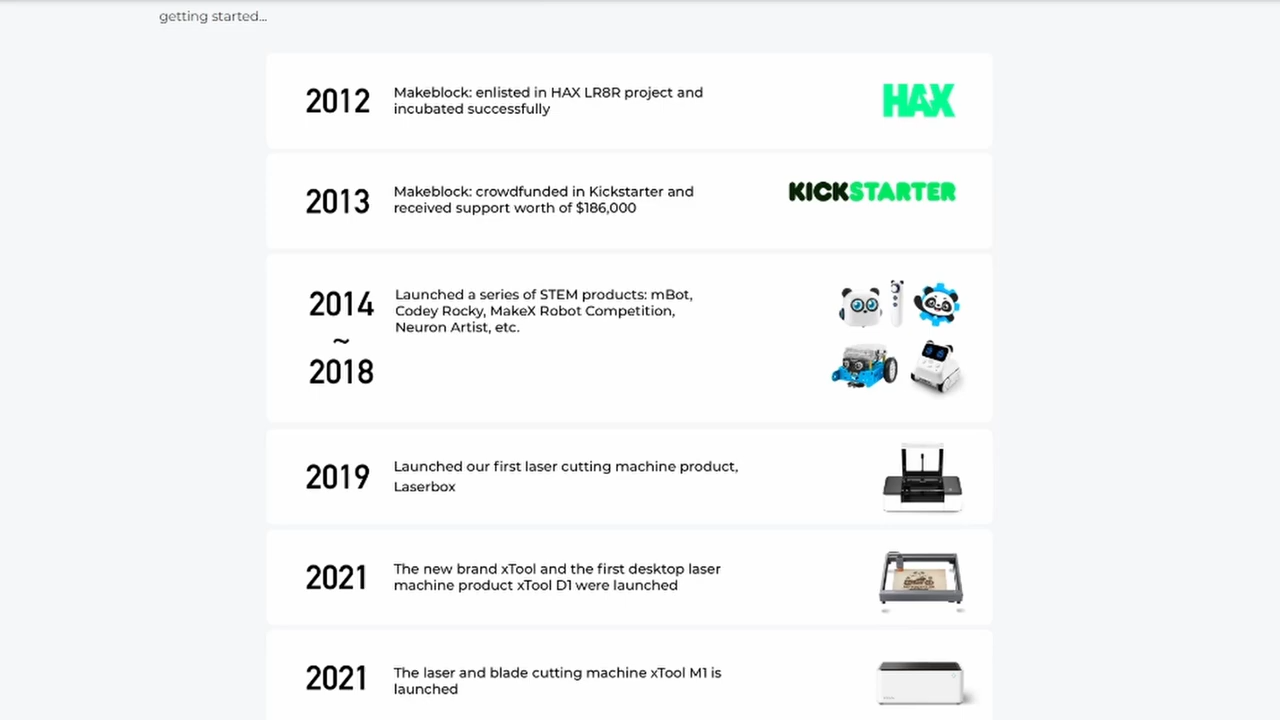 getting started...
2012
Makeblock: enlisted in HAX LR8R project and
incubated successfully
HAX
2013
Makeblock: crowdfunded in Kickstarter and
received support worth of $186,000
KICKSTARTER
2014
~
2018
Launched a series of STEM products: mBot,
Codey Rocky, MakeX Robot Competition,
Neuron Artist, etc.
2019
Launched our first laser cutting machine product,
Laserbox
2021
The new brand xTool and the first desktop laser
machine product xTool D1 were launched
2021
The laser and blade cutting machine xTool M1 is
launched